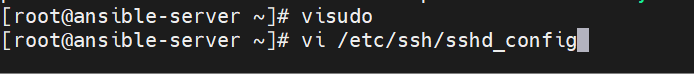 [root@ansible-server ~]# visudo
[root@ansible-server ~]# vi /etc/ssh/sshd_config